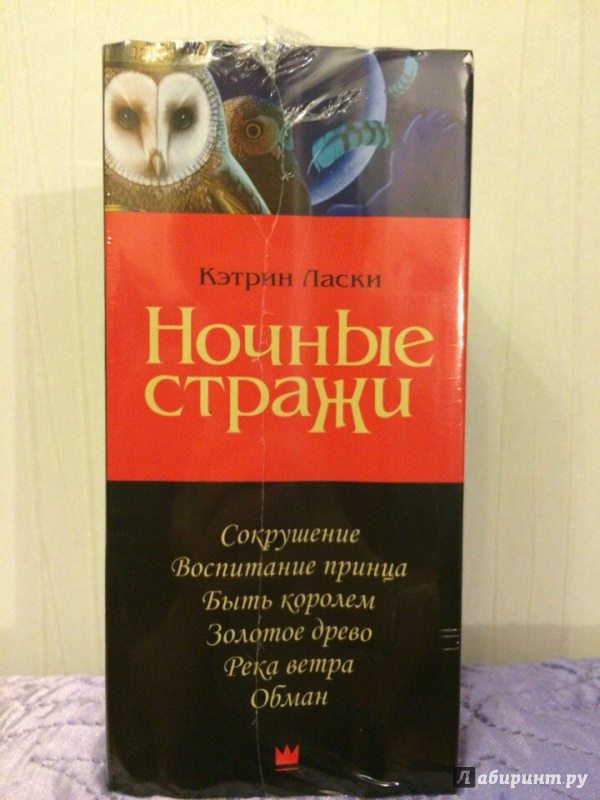 Кэтрин Ласки
Ночные
стражи
Сокрушение
Воспитание принца
Быть королем
Золотое древо
Река ветра
Обман
Лабиринт.ру